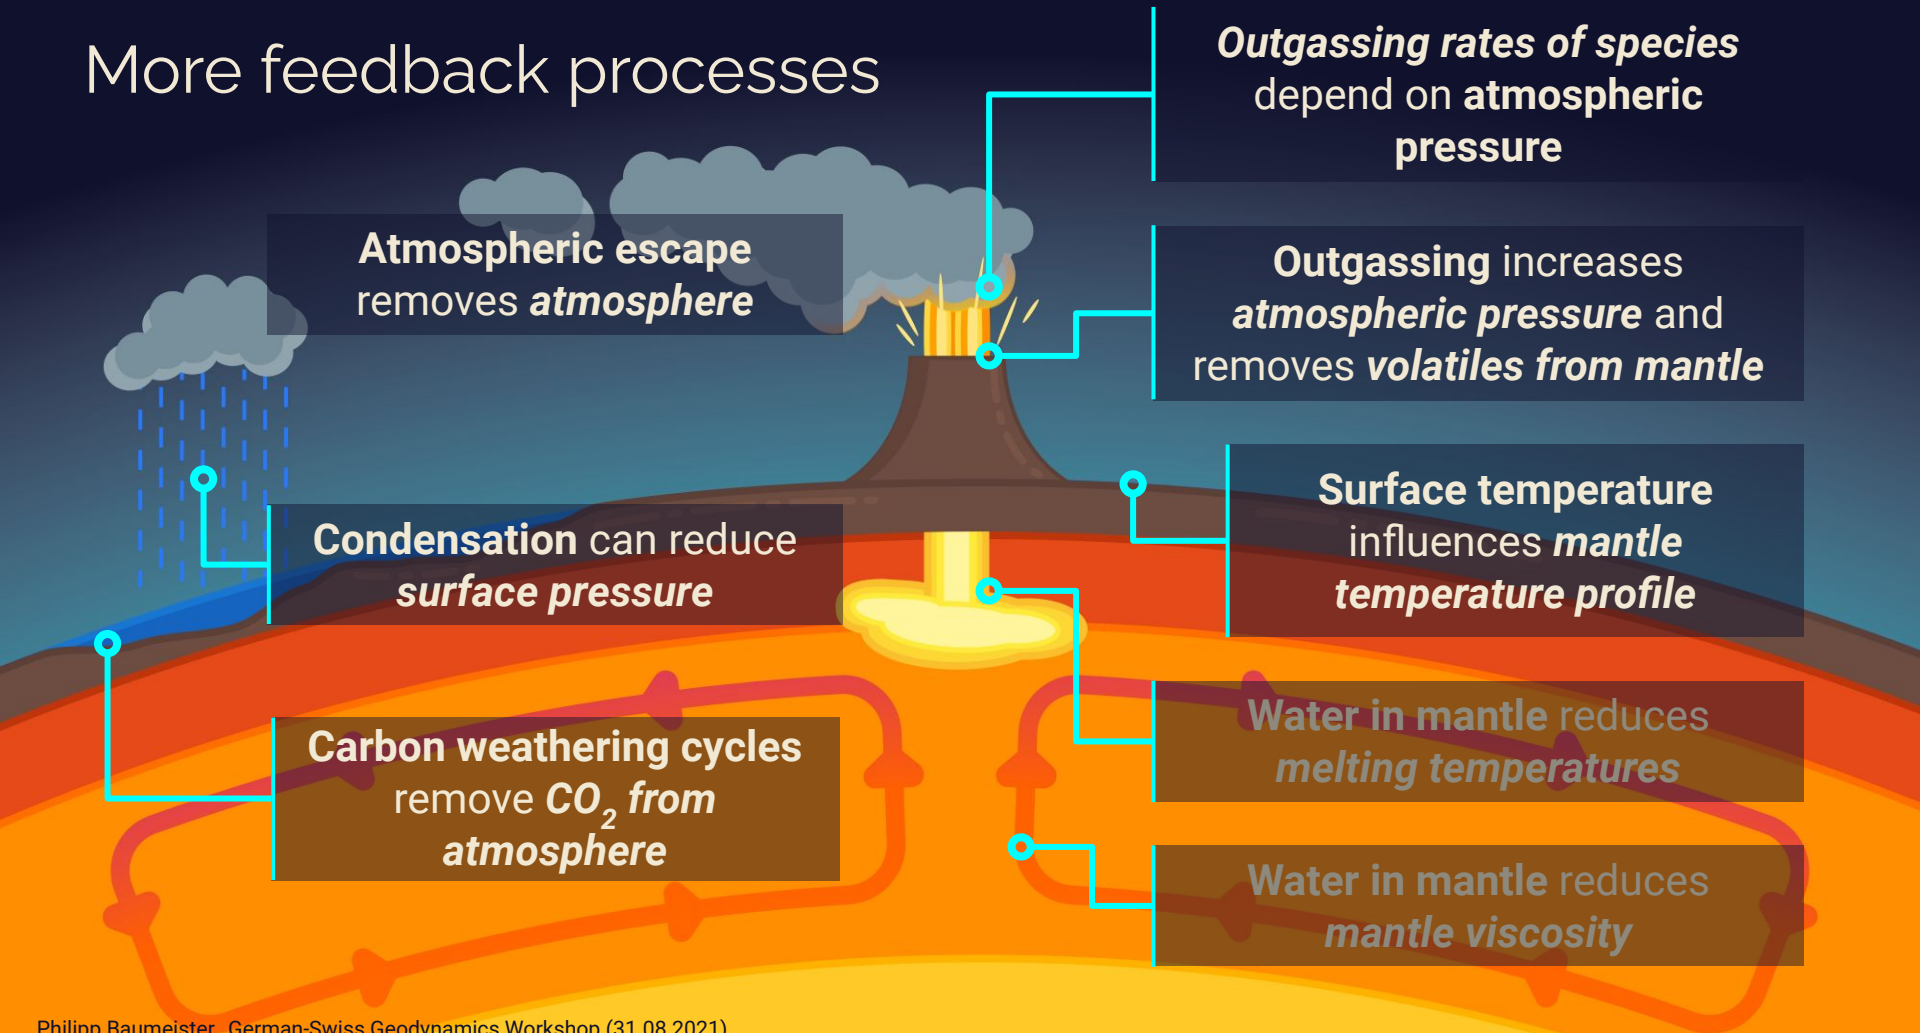 More feedback processes
Outgassing rates of species
depend on atmospheric
pressure
Atmospheric escape
removes atmosphere
Outgassing increases
atmospheric pressure and
removes volatiles from mantle
Condensation can reduce
surface pressure
Surface temperature
influences mantle
temperature profile
Carbon weathering cycles
remove CO₂ from
atmosphere
Water in mantle reduces
melting temperatures
Water in mantle reduces
mantle viscosity
Philipp Baumeister, German-Swiss Geodynamics Workshop (31.08.2021)